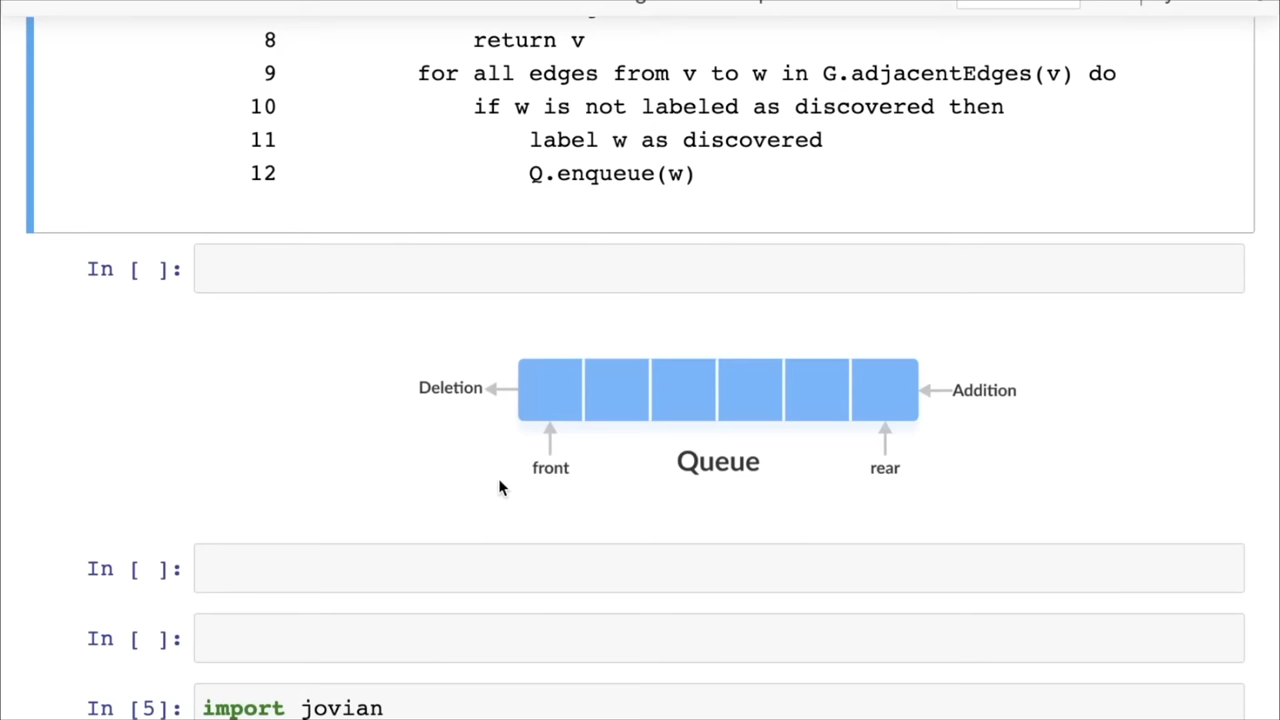 8 return v
9 for all edges from v to w in G.adjacentEdges(v) do
10 if w is not labeled as discovered then
11 label w as discovered
12 Q.enqueue(w)
In [ ]:
Deletion
Addition
front
Queue
rear
In [ ]:
In [ ]:
In [5]: import jovian